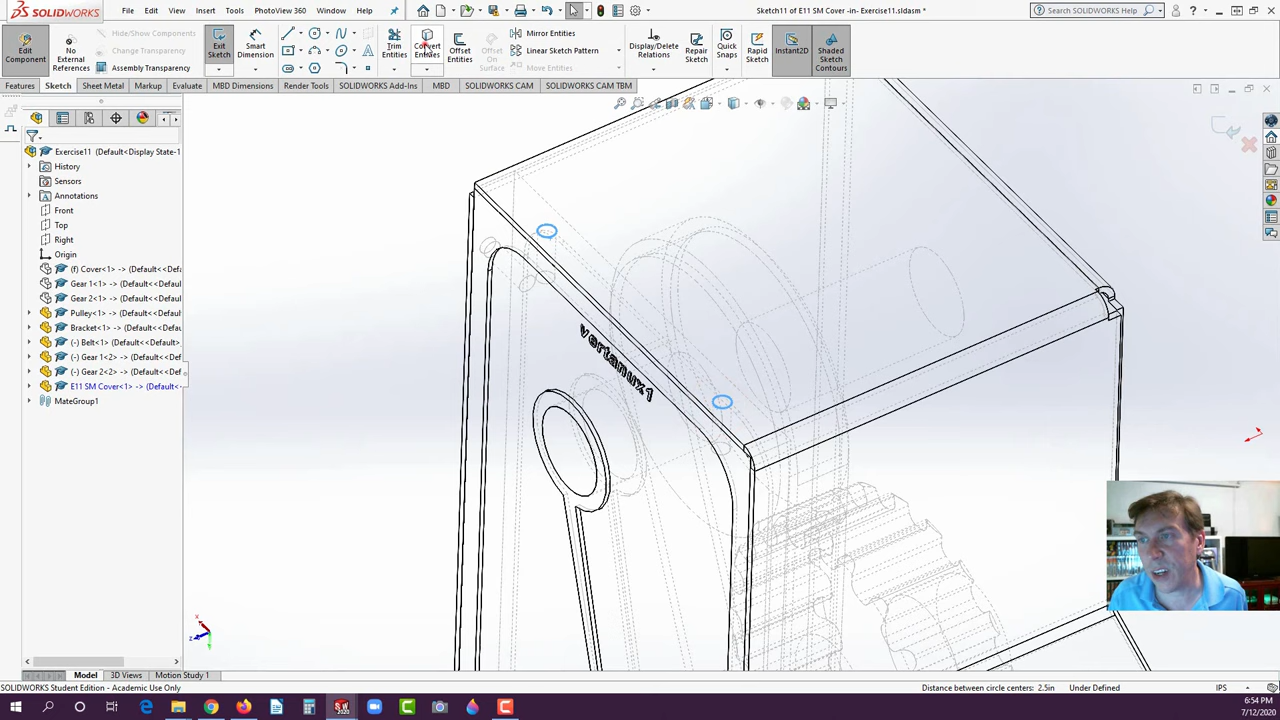 SOLIDWORKS
File Edit View Insert Tools PhotoView 360 Window Help
Sketch11 of E11 SM Cover -in- Exercise11.sldasm *
Search SOLIDWORKS Help
Edit Component
No External References
Show Hidden Components
Change Transparency
Assembly Transparency
Exit Sketch
Smart Dimension
Trim Entities
Convert Entities
Offset Entities
Offset On Surface
Mirror Entities
Linear Sketch Pattern
Move Entities
Display/Delete Relations
Repair Sketch
Quick Snaps
Rapid Sketch
Instant2D
Shaded Sketch Contours
Features Sketch Sheet Metal Markup Evaluate MBD Dimensions Render Tools SOLIDWORKS Add-Ins MBD SOLIDWORKS CAM SOLIDWORKS CAM TBM
Exercise11 (Default<Display State-1
History
Sensors
Annotations
Front
Top
Right
Origin
(f) Cover<1> -> (Default<<Defa
Gear 1<1> -> (Default<<Defaul
Gear 2<1> -> (Default<<Defaul
Pulley<1> -> (Default<<Default
Bracket<1> -> (Default<<Defau
(-) Belt<1> -> (Default<<Defau
(-) Gear 1<2> -> (Default<<Def
(-) Gear 2<2> -> (Default<<Def
E11 SM Cover<1> -> (Default<
MateGroup1
vertanux1
x
z
Y
Model 3D Views Motion Study 1
SOLIDWORKS Student Edition - Academic Use Only
Distance between circle centers: 2.5in Under Defined IPS
6:54 PM
7/12/2020